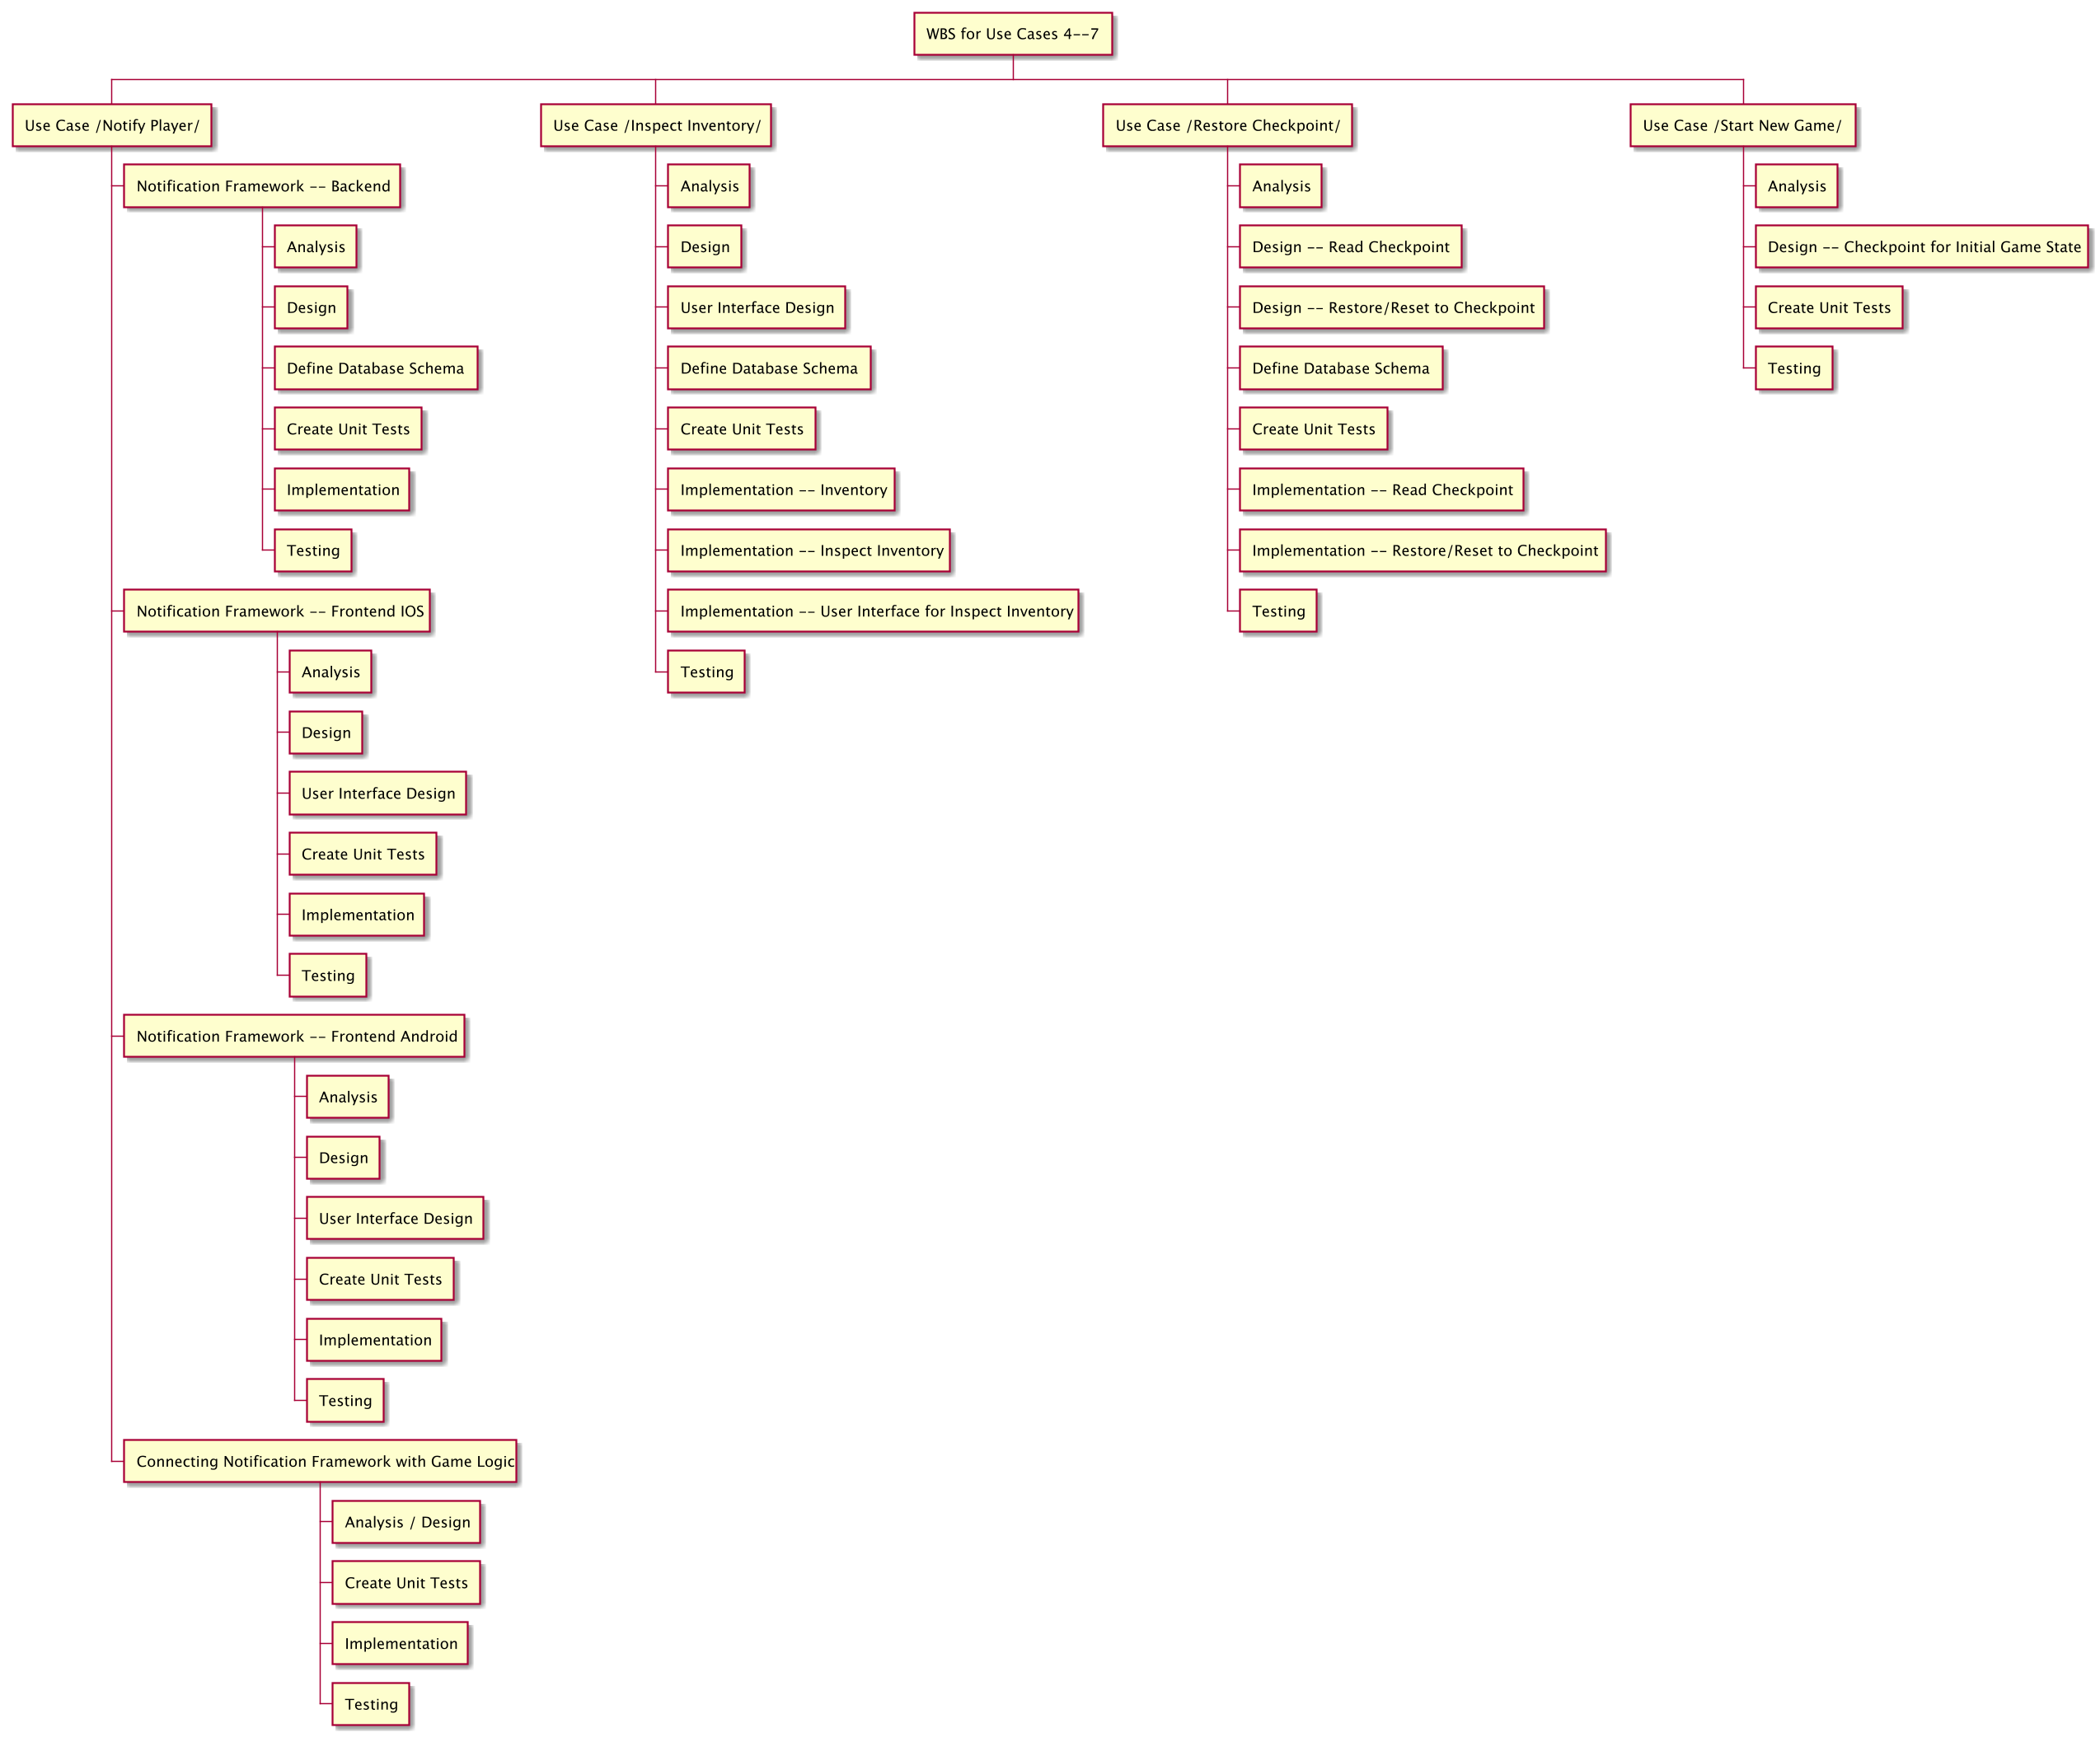 WBS for Use Cases 4--7
Use Case /Notify Player/
Notification Framework -- Backend
Analysis
Design
Define Database Schema
Create Unit Tests
Implementation
Testing
Notification Framework -- Frontend IOS
Analysis
Design
User Interface Design
Create Unit Tests
Implementation
Testing
Notification Framework -- Frontend Android
Analysis
Design
User Interface Design
Create Unit Tests
Implementation
Testing
Connecting Notification Framework with Game Logic
Analysis / Design
Create Unit Tests
Implementation
Testing
Use Case /Inspect Inventory/
Analysis
Design
User Interface Design
Define Database Schema
Create Unit Tests
Implementation -- Inventory
Implementation -- Inspect Inventory
Implementation -- User Interface for Inspect Inventory
Testing
Use Case /Restore Checkpoint/
Analysis
Design -- Read Checkpoint
Design -- Restore/Reset to Checkpoint
Define Database Schema
Create Unit Tests
Implementation -- Read Checkpoint
Implementation -- Restore/Reset to Checkpoint
Testing
Use Case /Start New Game/
Analysis
Design -- Checkpoint for Initial Game State
Create Unit Tests
Testing